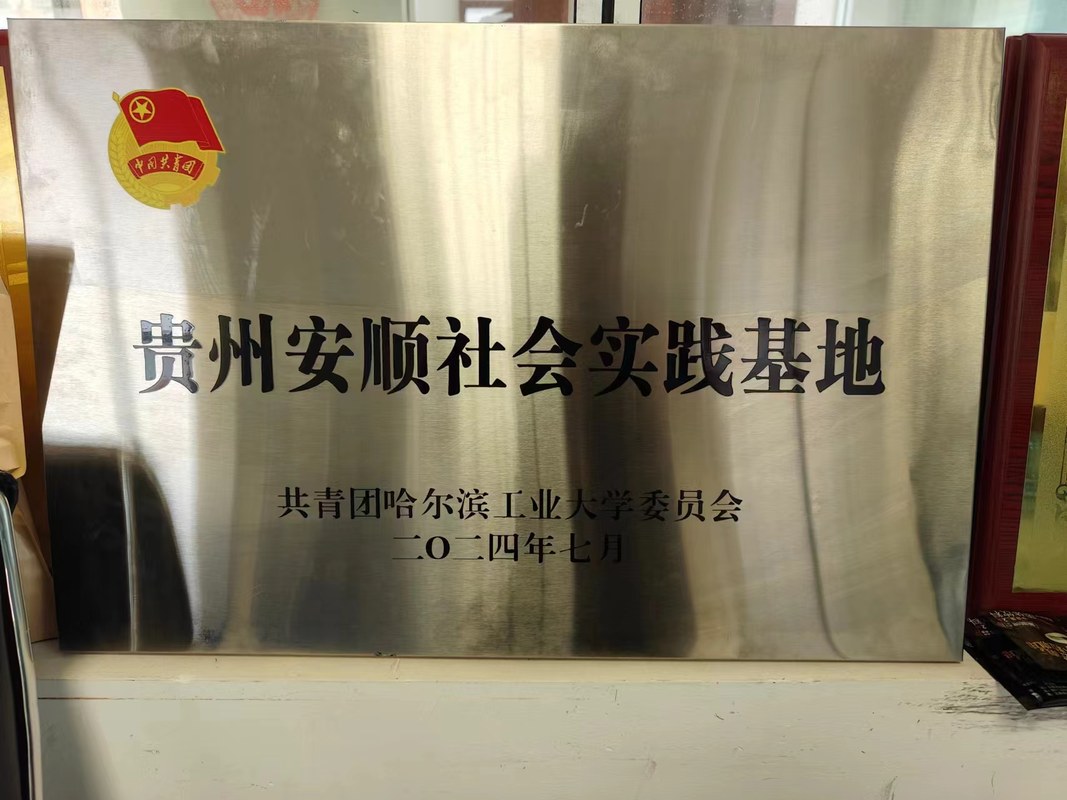 中国共青团
贵州安顺社会实践基地
共青团哈尔滨工业大学委员会
二〇二四年七月